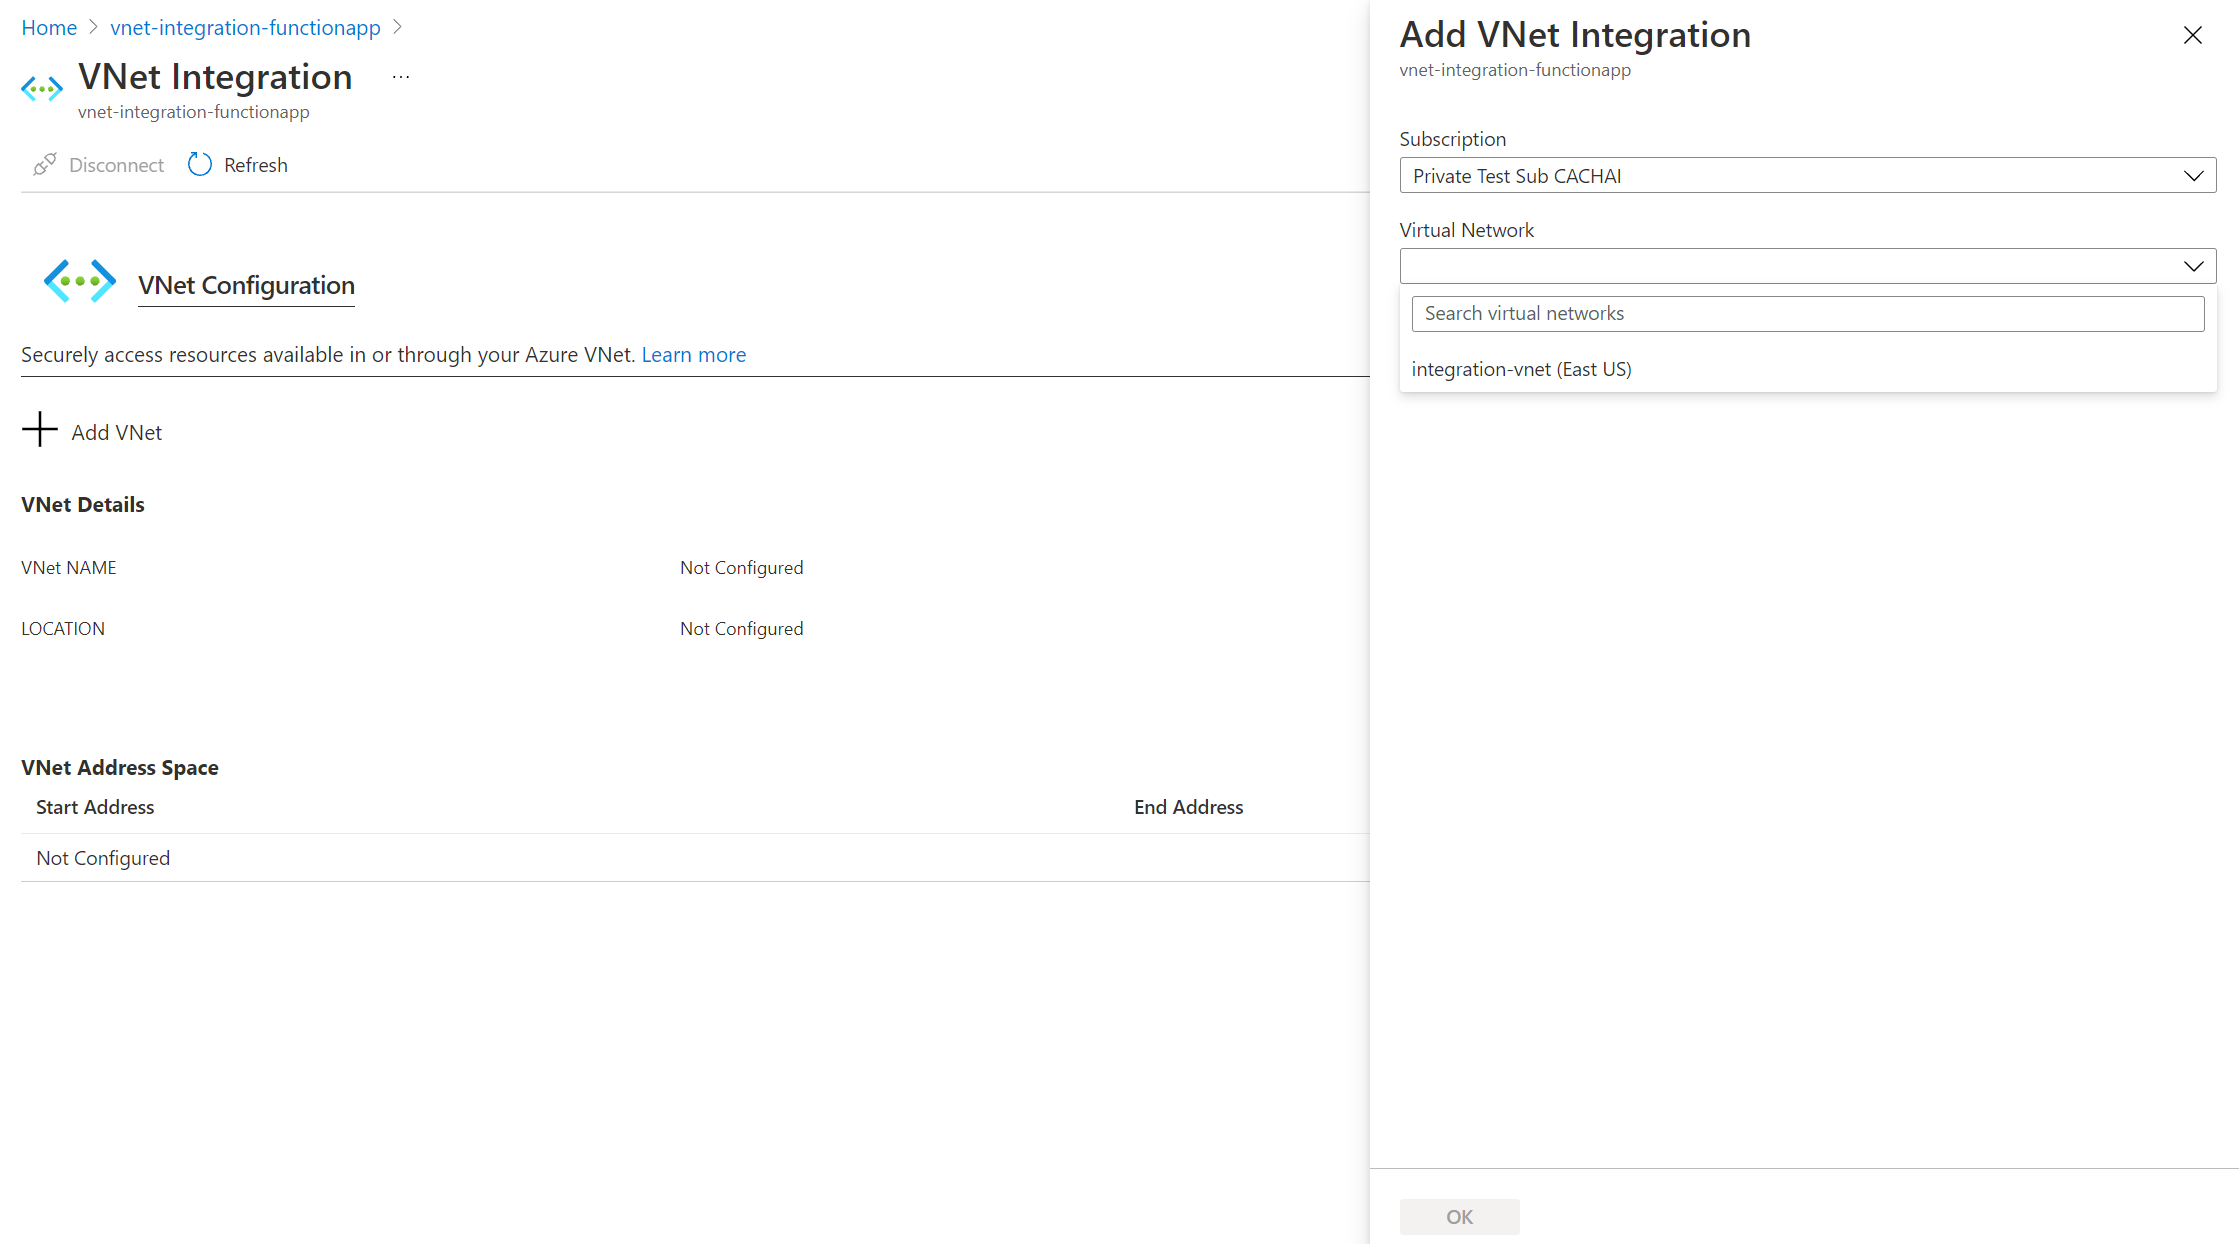 Home > vnet-integration-functionapp >
VNet Integration ...
vnet-integration-functionapp
Disconnect Refresh
VNet Configuration
Securely access resources available in or through your Azure VNet. Learn more
Add VNet
VNet Details
VNet NAME Not Configured
LOCATION Not Configured
VNet Address Space
Start Address End Address
Not Configured
Add VNet Integration
vnet-integration-functionapp
Subscription
Private Test Sub CACHAI
Virtual Network
Search virtual networks
integration-vnet (East US)
OK